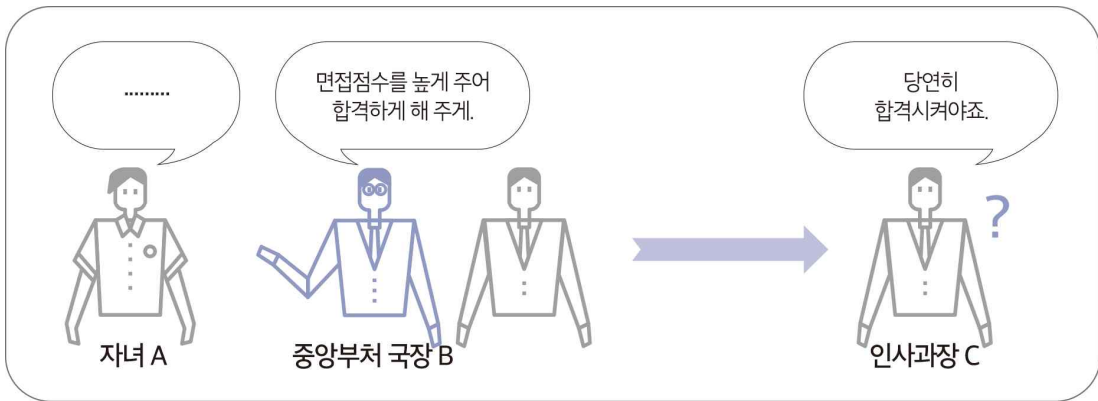 .........
면접점수를 높게 주어
합격하게 해 주게.
당연히
합격시켜야죠.
?
자녀 A
중앙부처 국장 B
인사과장 C